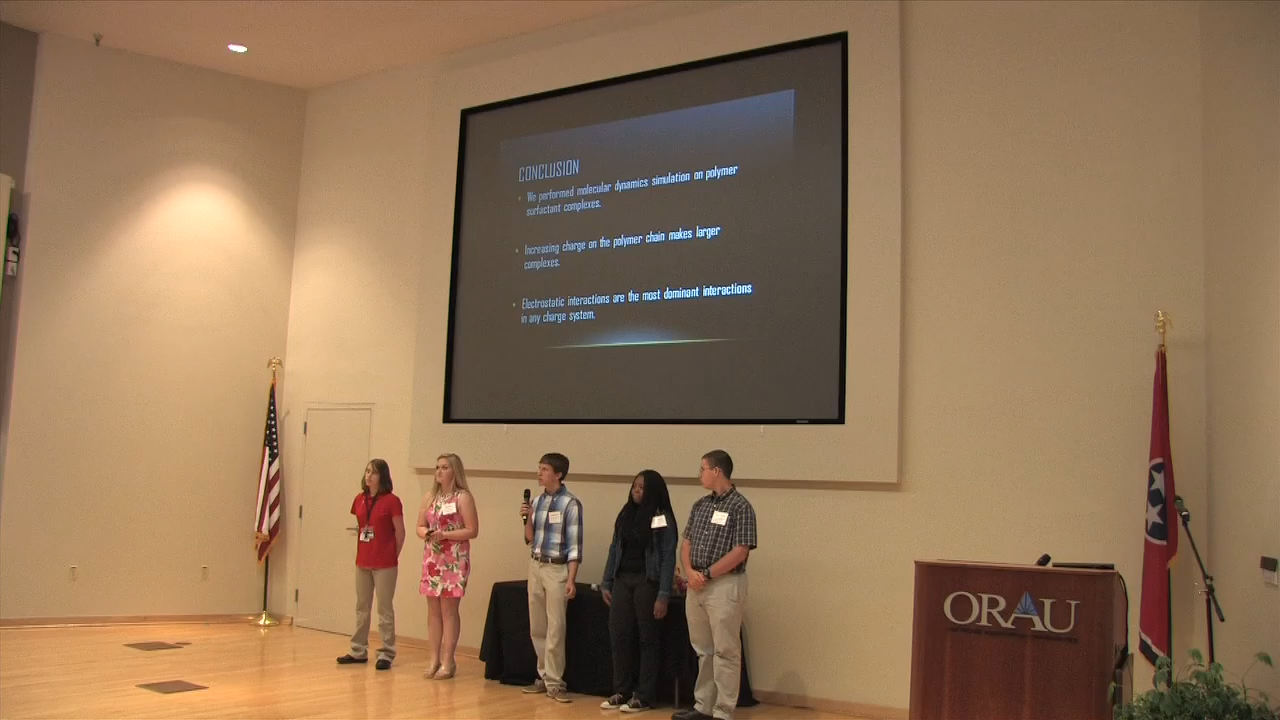 CONCLUSION
• We performed molecular dynamics simulation on polymer
surfactant complexes.
• Increasing charge on the polymer chain makes larger
complexes.
• Electrostatic interactions are the most dominant interactions
in any charge system.
ORAU